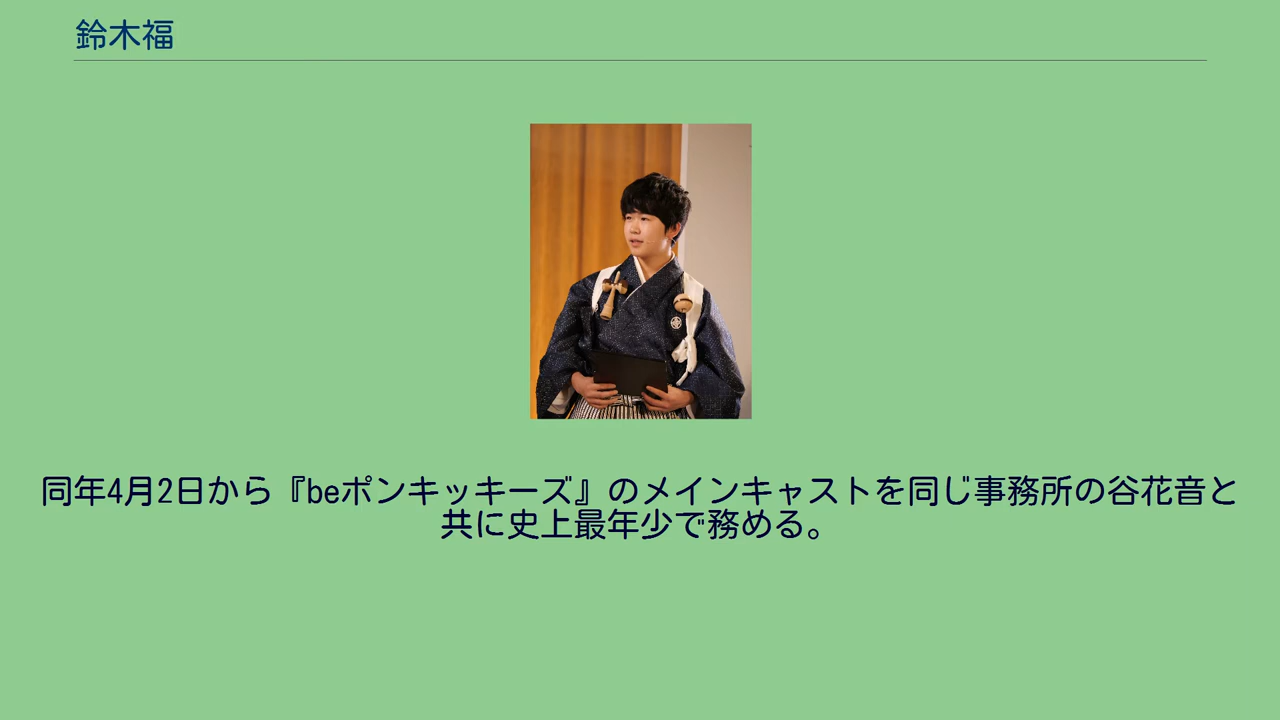 鈴木福
同年4月2日から『beポンキッキーズ』のメインキャストを同じ事務所の谷花音と
共に史上最年少で務める。